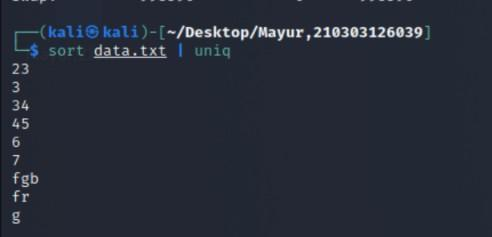 ┌──(kali㉿kali)-[~/Desktop/Mayur,210303126039]
└─$ sort data.txt | uniq
23
3
34
45
6
7
fgb
fr
g